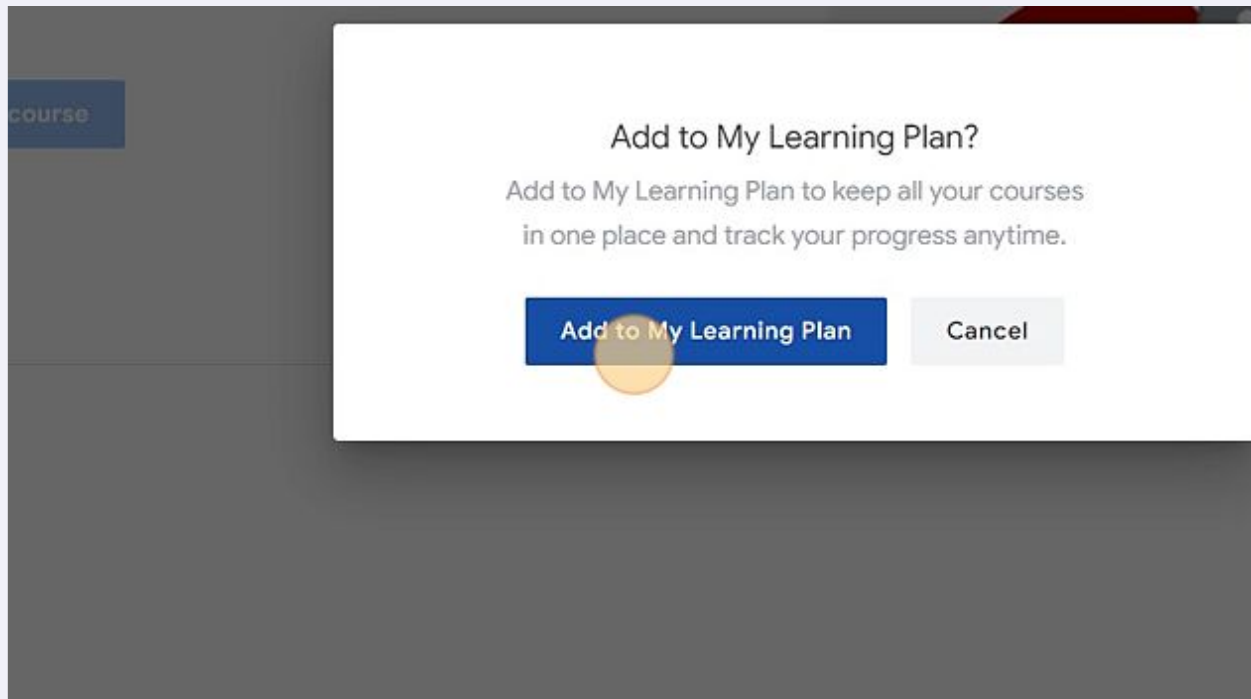 course
Add to My Learning Plan?
Add to My Learning Plan to keep all your courses
in one place and track your progress anytime.
Add to My Learning Plan
Cancel